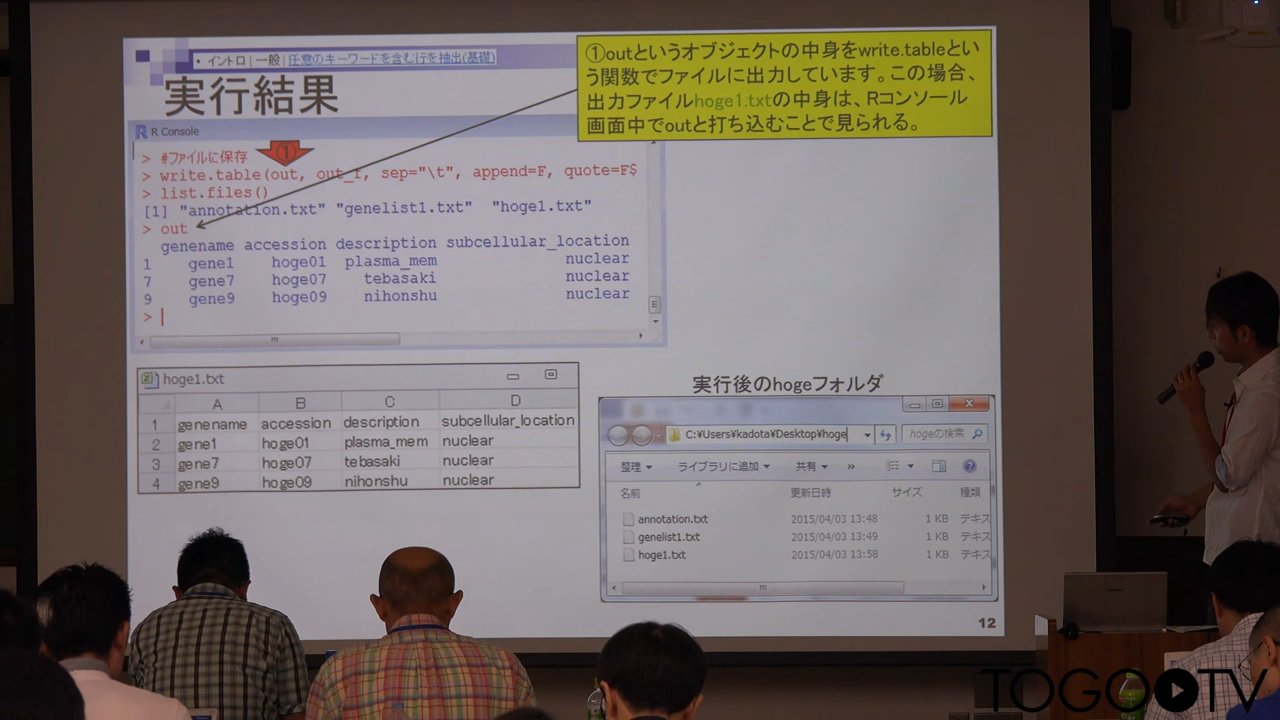 • イントロ | 一般 | 任意のキーワードを含む行を抽出(基礎)
実行結果
①outというオブジェクトの中身をwrite.tableとい
う関数でファイルに出力しています。この場合、
出力ファイルhoge1.txtの中身は、Rコンソール
画面中でoutと打ち込むことで見られる。
R Console
> #ファイルに保存
①
> write.table(out, out_f, sep="\t", append=F, quote=F$
> list.files()
[1] "annotation.txt" "genelist1.txt" "hoge1.txt"
> out
genename accession description subcellular_location
1 gene1 hoge01 plasma_mem nuclear
7 gene7 hoge07 tebasaki nuclear
9 gene9 hoge09 nihonshu nuclear
>
hoge1.txt
A B C D
1 genename accession description subcellular_location
2 gene1 hoge01 plasma_mem nuclear
3 gene7 hoge07 tebasaki nuclear
4 gene9 hoge09 nihonshu nuclear
実行後のhogeフォルダ
C:¥Users¥kadota¥Desktop¥hoge
hogeの検索
整理 ライブラリに追加 共有 »
名前 更新日時 サイズ 種類
annotation.txt 2015/04/03 13:48 1 KB テキス
genelist1.txt 2015/04/03 13:49 1 KB テキス
hoge1.txt 2015/04/03 13:58 1 KB テキス
12
TOGO TV